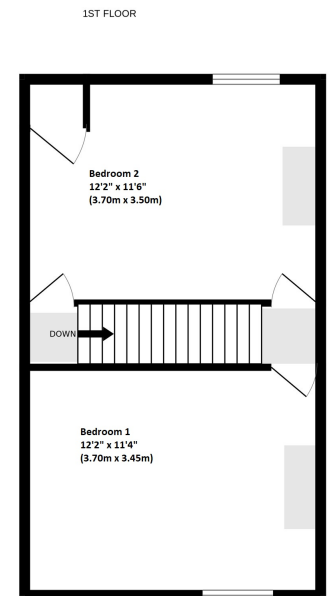 1ST FLOOR
Bedroom 2
12'2" x 11'6"
(3.70m x 3.50m)
DOWN
Bedroom 1
12'2" x 11'4"
(3.70m x 3.45m)